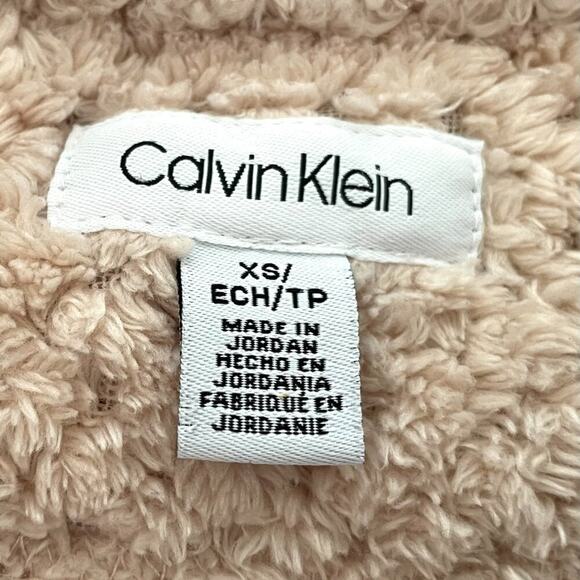 Calvin Klein
XS/
ECH/TP
MADE IN
JORDAN
HECHO EN
JORDANIA
FABRIQUÉ EN
JORDANIE